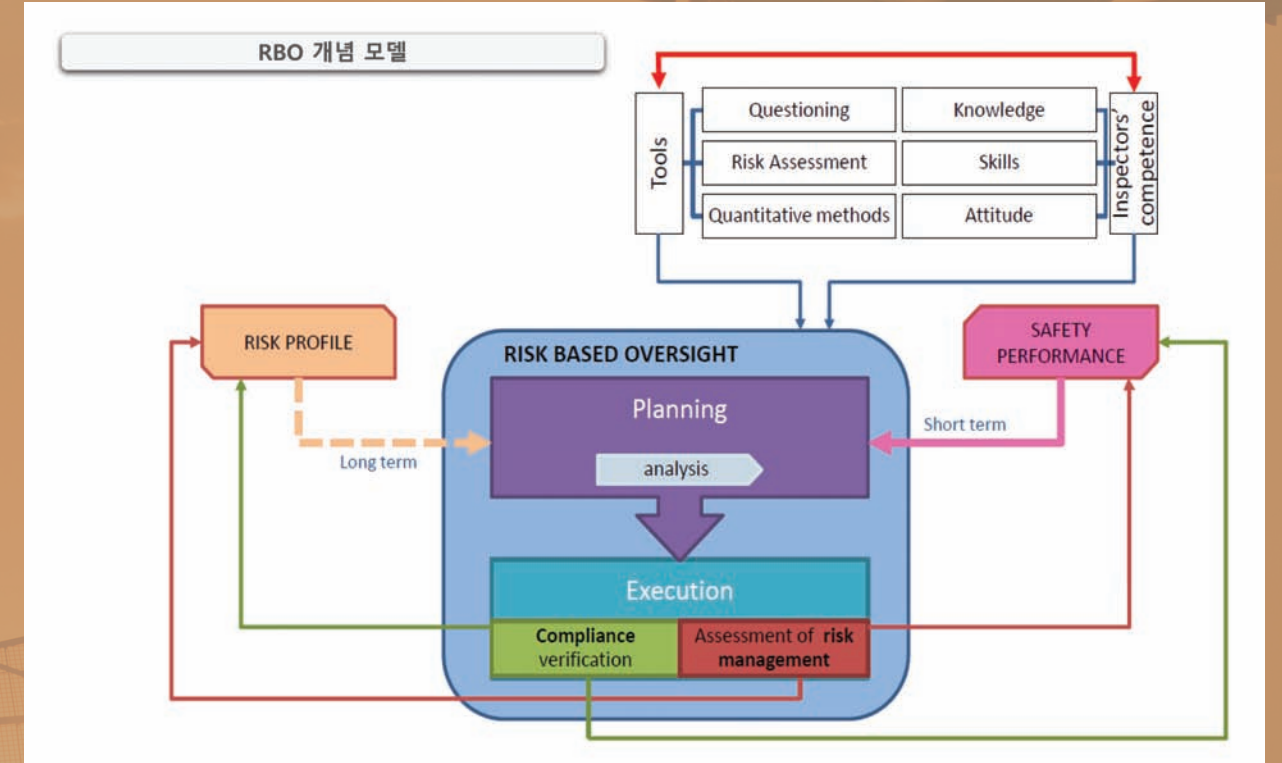 RBO 개념 모델
Tools
Questioning
Risk Assessment
Quantitative methods
Knowledge
Skills
Attitude
Inspectors'
competence
RISK PROFILE
SAFETY
PERFORMANCE
RISK BASED OVERSIGHT
Planning
analysis
Long term
Short term
Execution
Compliance
verification
Assessment of risk
management